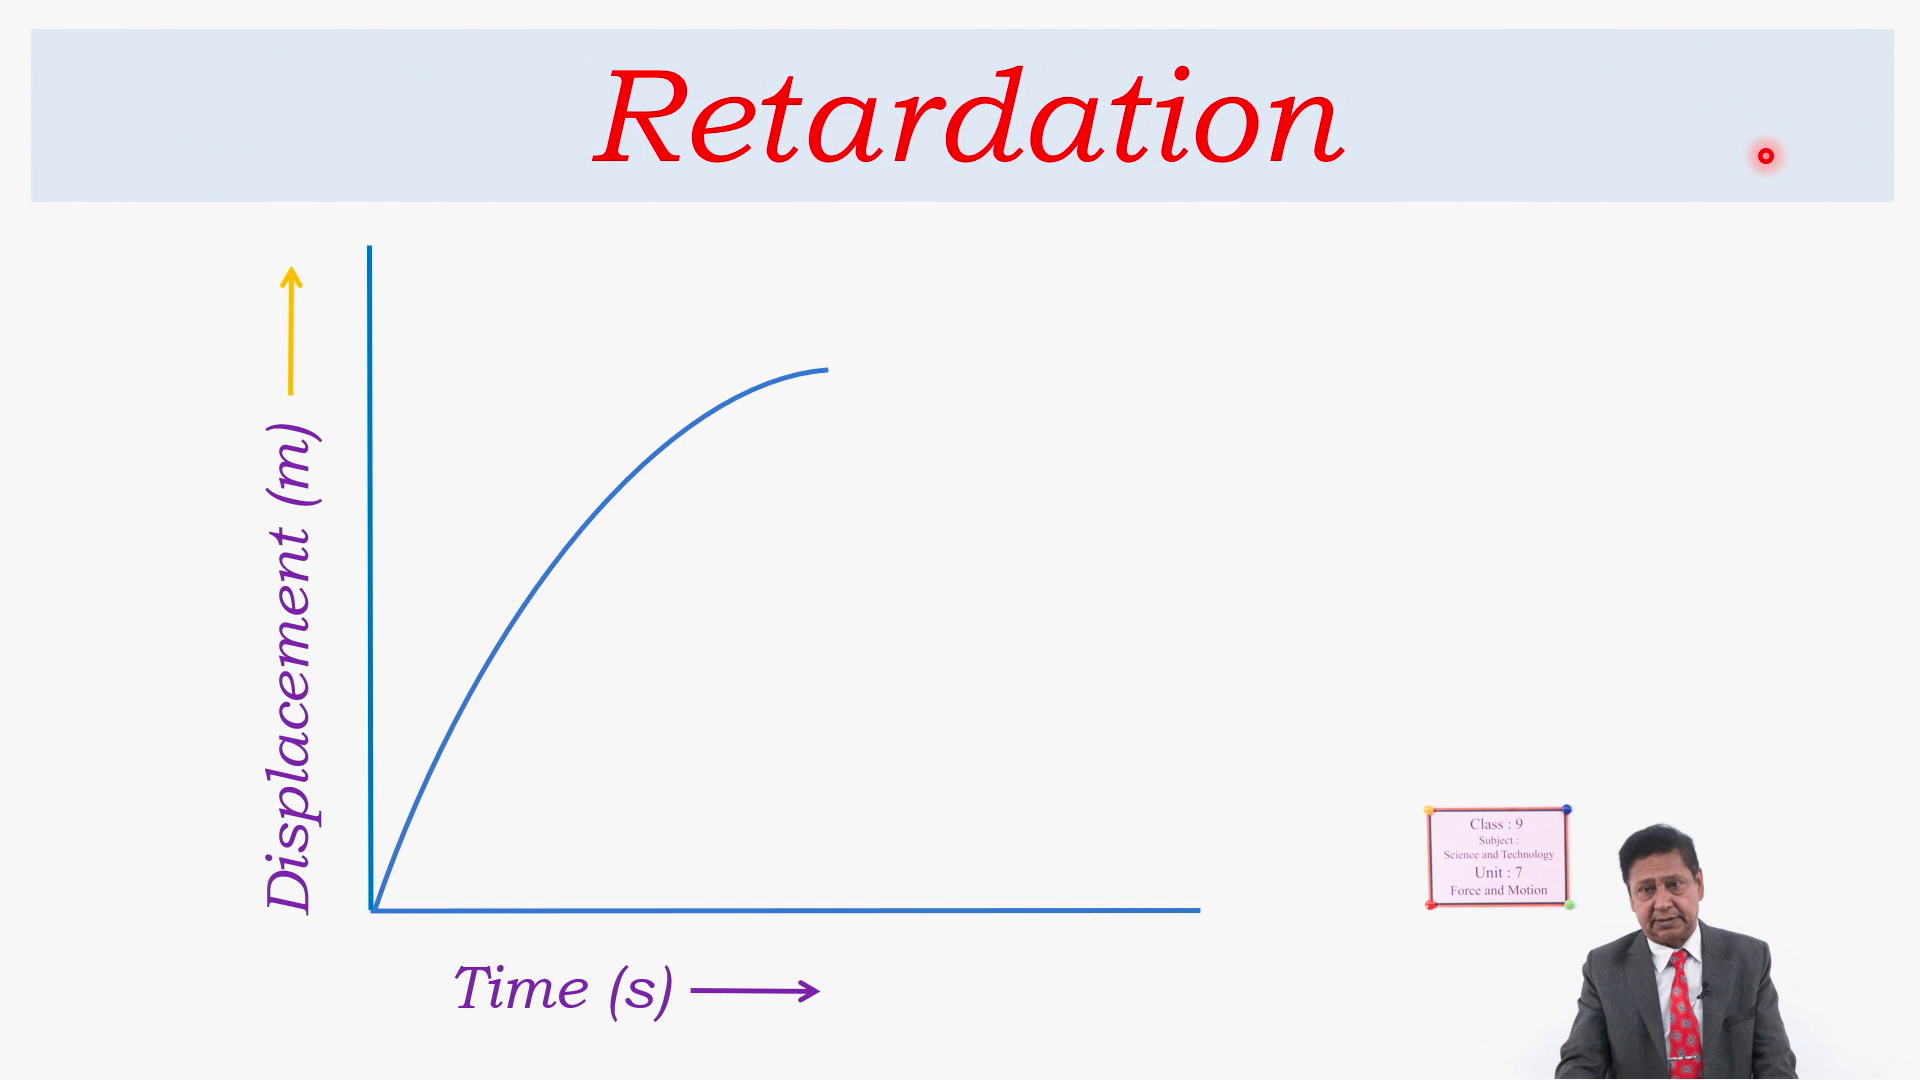 Retardation
Displacement (m)
Time (s)
Class : 9
Subject :
Science and Technology
Unit : 7
Force and Motion